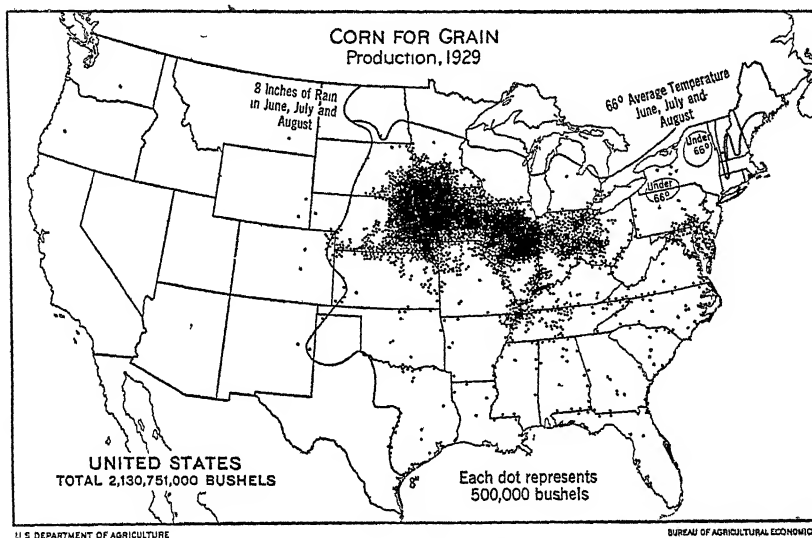 CORN FOR GRAIN
Production, 1929
8 Inches of Rain
in June, July and
August
66° Average Temperature
June, July and
August
Under
66°
Under
66°
8"
UNITED STATES
TOTAL 2,130,751,000 BUSHELS
Each dot represents
500,000 bushels
U.S. DEPARTMENT OF AGRICULTURE
BUREAU OF AGRICULTURAL ECONOMIC